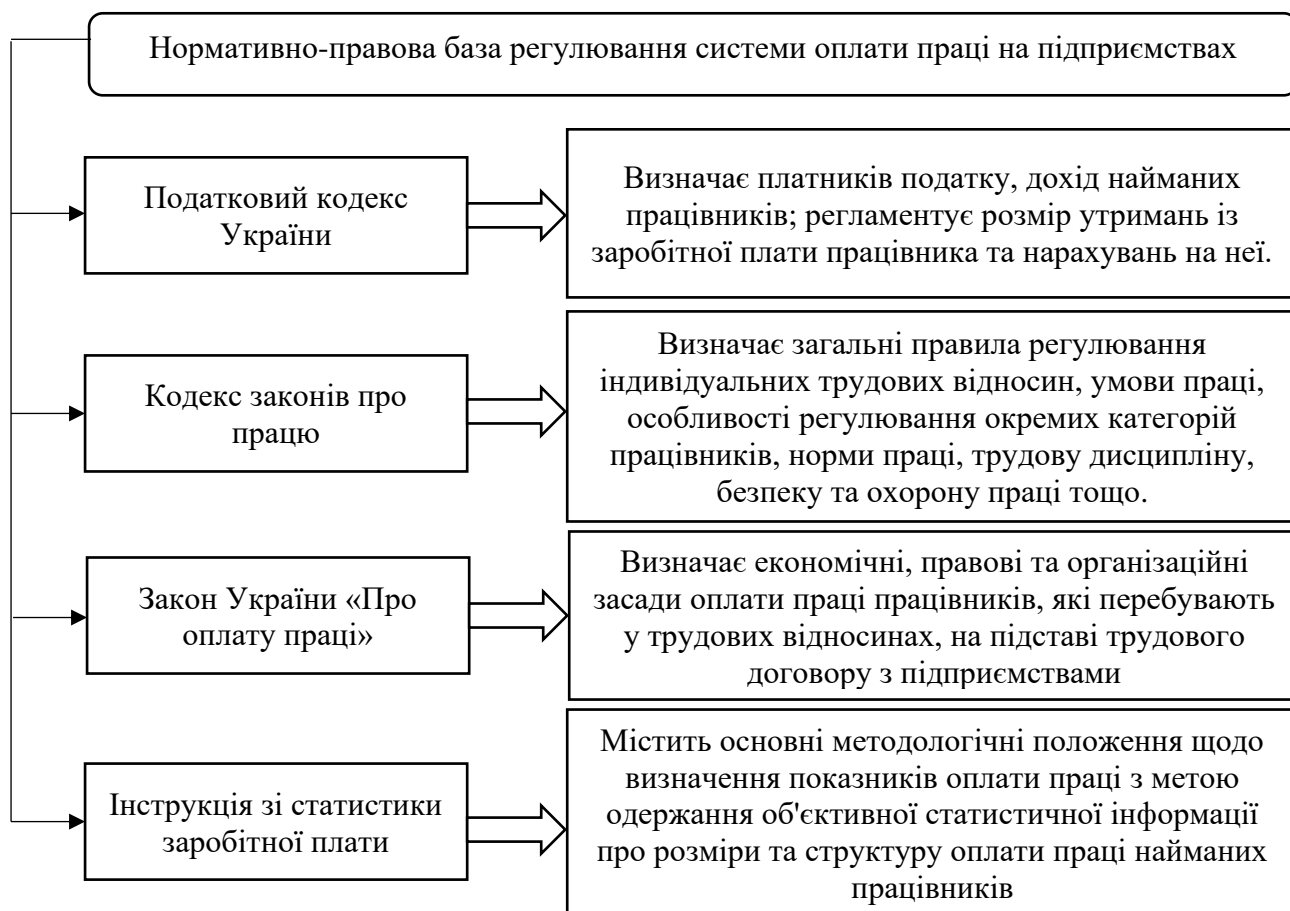 Нормативно-правова база регулювання системи оплати праці на підприємствах
Податковий кодекс
України
Визначає платників податку, дохід найманих
працівників; регламентує розмір утримань із
заробітної плати працівника та нарахувань на неї.
Кодекс законів про
працю
Визначає загальні правила регулювання
індивідуальних трудових відносин, умови праці,
особливості регулювання окремих категорій
працівників, норми праці, трудову дисципліну,
безпеку та охорону праці тощо.
Закон України «Про
оплату праці»
Визначає економічні, правові та організаційні
засади оплати праці працівників, які перебувають
у трудових відносинах, на підставі трудового
договору з підприємствами
Інструкція зі статистики
заробітної плати
Містить основні методологічні положення щодо
визначення показників оплати праці з метою
одержання об'єктивної статистичної інформації
про розміри та структуру оплати праці найманих
працівників